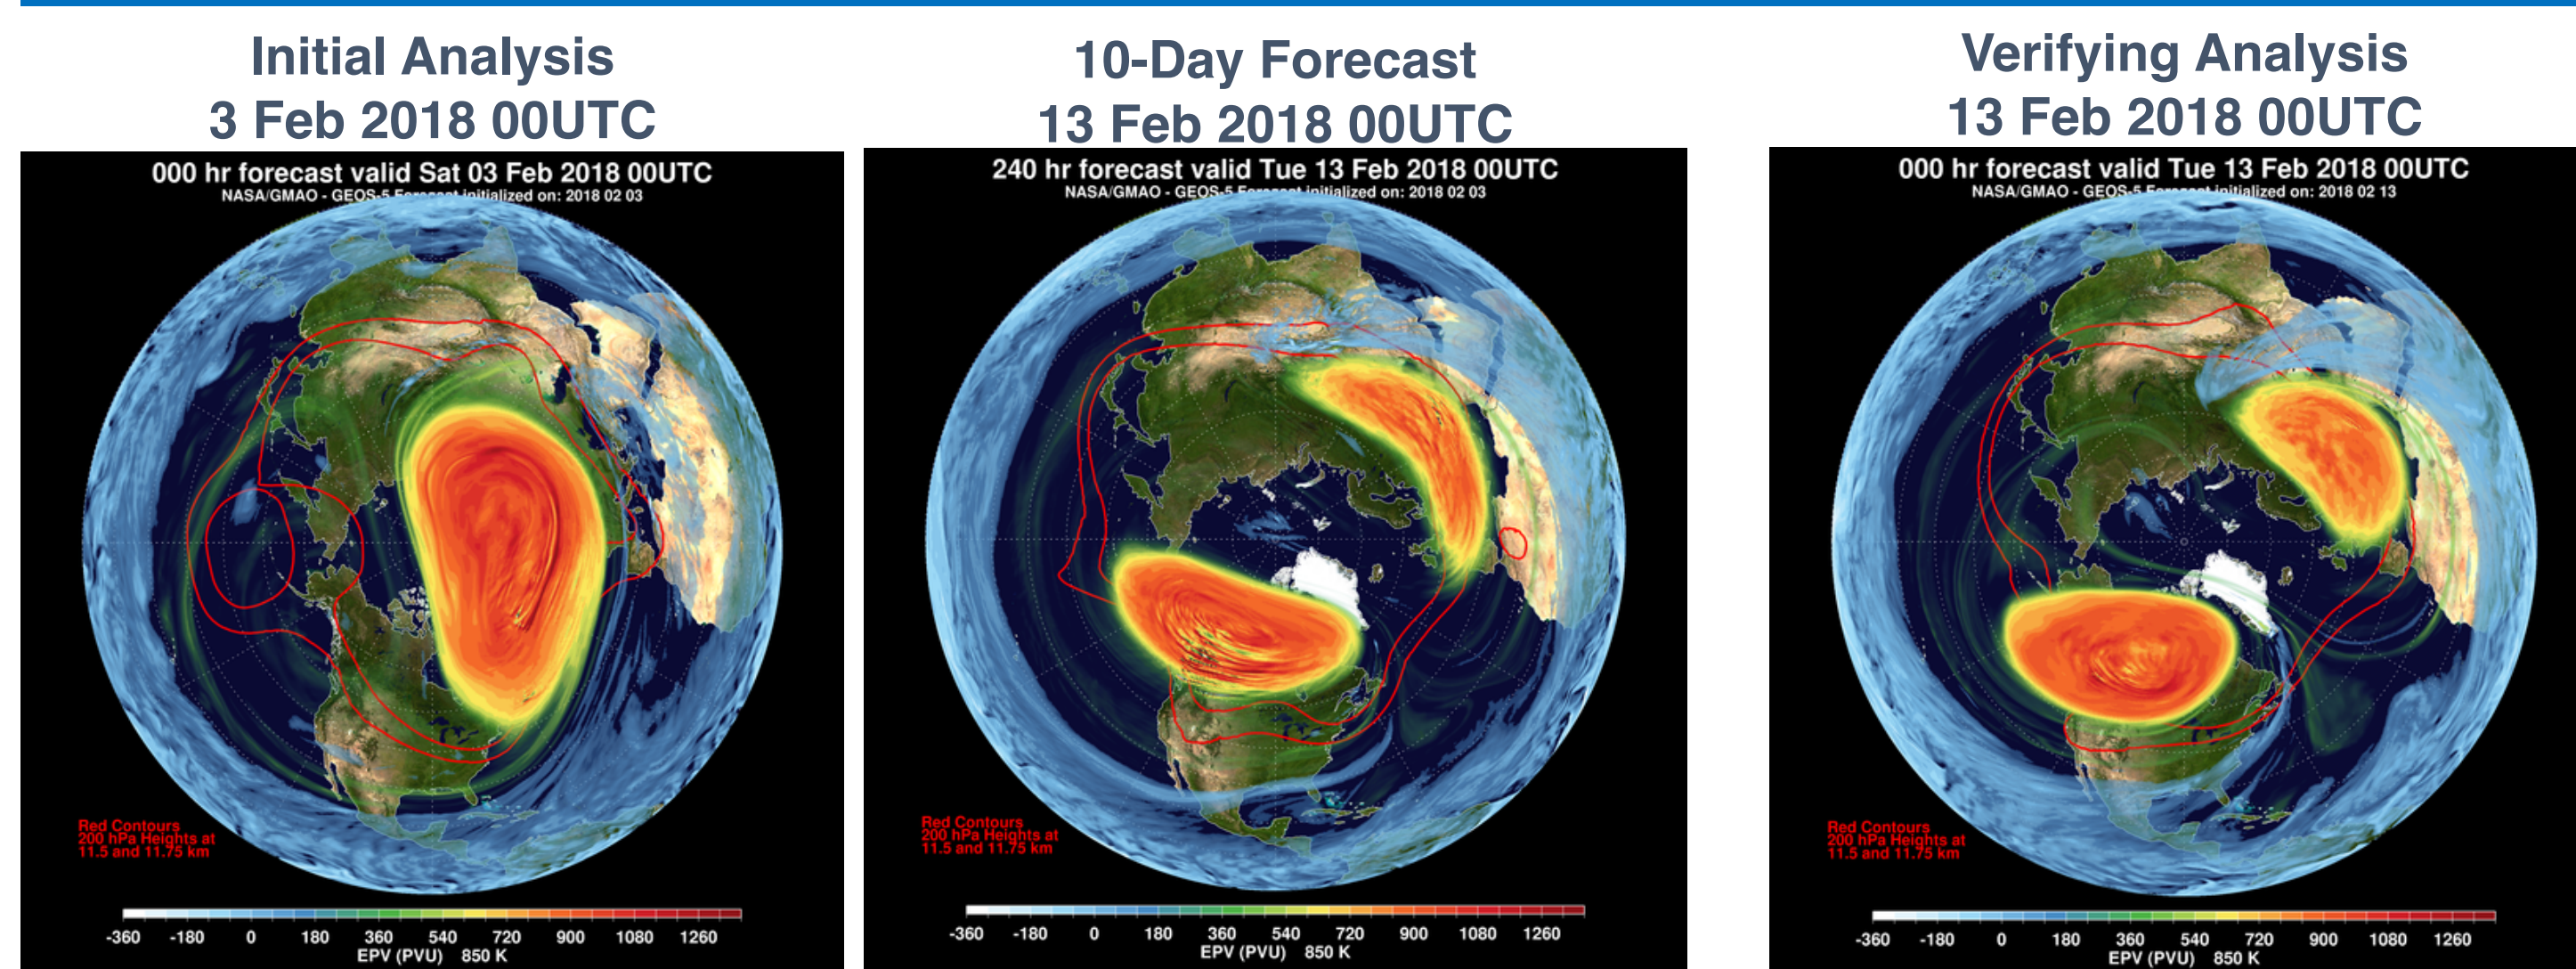 Initial Analysis
3 Feb 2018 00UTC
000 hr forecast valid Sat 03 Feb 2018 00UTC
NASA/GMAO - GEOS-5 Forecast initialized on: 2018 02 03
Red Contours
200 hPa Heights at
11.5 and 11.75 km
-360 -180 0 180 360 540 720 900 1080 1260
EPV (PVU) 850 K
10-Day Forecast
13 Feb 2018 00UTC
240 hr forecast valid Tue 13 Feb 2018 00UTC
NASA/GMAO - GEOS-5 Forecast initialized on: 2018 02 03
Red Contours
200 hPa Heights at
11.5 and 11.75 km
-360 -180 0 180 360 540 720 900 1080 1260
EPV (PVU) 850 K
Verifying Analysis
13 Feb 2018 00UTC
000 hr forecast valid Tue 13 Feb 2018 00UTC
NASA/GMAO - GEOS-5 Forecast initialized on: 2018 02 13
Red Contours
200 hPa Heights at
11.5 and 11.75 km
-360 -180 0 180 360 540 720 900 1080 1260
EPV (PVU) 850 K